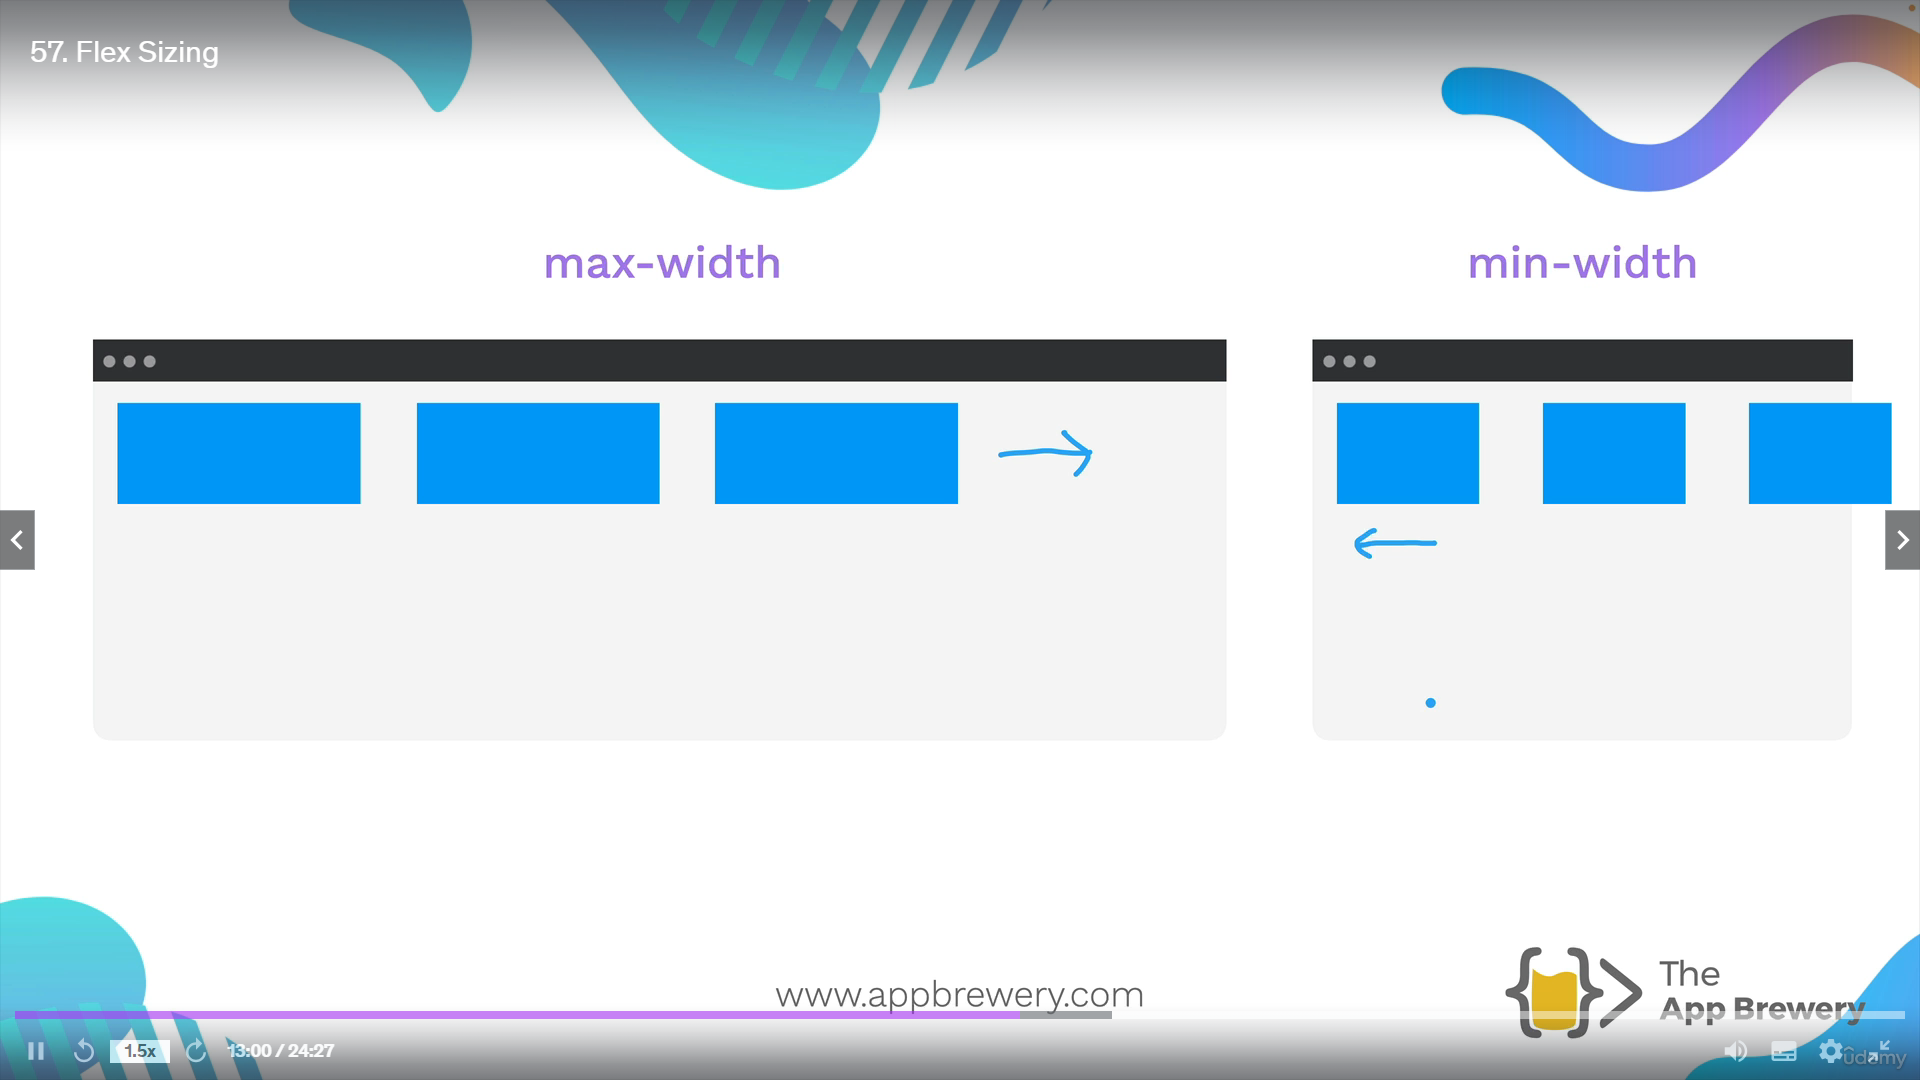 57. Flex Sizing
max-width
min-width
www.appbrewery.com
The
App Brewery
1.5x
13:00 / 24:27
ûdemy